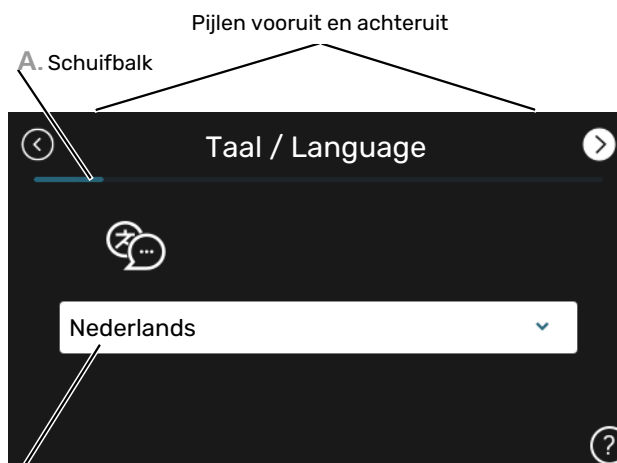 Pijlen vooruit en achteruit
A. Schuifbalk
Taal / Language
Nederlands
?